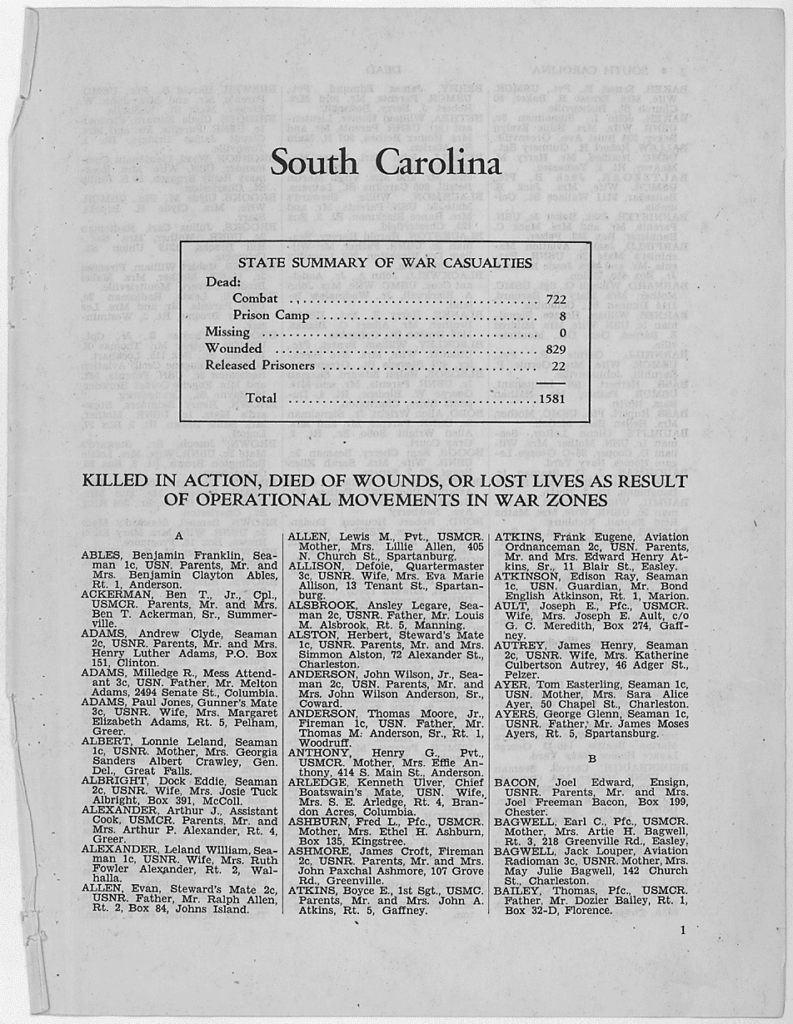 South Carolina
STATE SUMMARY OF WAR CASUALTIES
Dead:
Combat ........................................ 722
Prison Camp ................................... 8
Missing ........................................... 0
Wounded ........................................ 829
Released Prisoners ................................ 22
Total ........................................1581
KILLED IN ACTION, DIED OF WOUNDS, OR LOST LIVES AS RESULT
OF OPERATIONAL MOVEMENTS IN WAR ZONES
A
ABLES, Benjamin Franklin, Sea-
man 1c, USN. Parents, Mr. and
Mrs. Benjamin Clayton Ables,
Rt. 1, Anderson.
ACKERMAN, Ben T., Jr., Cpl.,
USMCR. Parents, Mr. and Mrs.
Ben T. Ackerman, Sr., Summer-
ville.
ADAMS, Andrew Clyde, Seaman
2c, USNR. Parents, Mr. and Mrs.
Henry Luther Adams, P.O. Box
151, Clinton.
ADAMS, Milledge R., Mess Attend-
ant 3c, USN. Father, Mr. Melton
Adams, 2494 Senate St., Columbia.
ADAMS, Paul Jones, Gunner's Mate
3c, USNR. Wife, Mrs. Margaret
Elizabeth Adams, Rt. 5, Pelham,
Greer.
ALBERT, Lonnie Leland, Seaman
1c, USNR. Mother, Mrs. Georgia
Sanders Albert Crawley, Gen.
Del., Great Falls.
ALBRIGHT, Dock Eddie, Seaman
2c, USNR. Wife, Mrs. Josie Tuck
Albright, Box 391, McColl.
ALEXANDER, Arthur J., Assistant
Cook, USMCR. Parents, Mr. and
Mrs. Arthur P. Alexander, Rt. 4,
Greer.
ALEXANDER, Leland William, Sea-
man 1c, USNR. Wife, Mrs. Ruth
Fowler Alexander, Rt. 2, Wal-
halla.
ALLEN, Evan, Steward's Mate 2c,
USNR. Father, Mr. Ralph Allen,
Rt. 2, Box 84, Johns Island.
ALLEN, Lewis M., Pvt., USMCR.
Mother, Mrs. Lillie Allen, 405
N. Church St., Spartanburg.
ALLISON, Defoie, Quartermaster
3c, USNR. Wife, Mrs. Eva Marie
Allison, 13 Tenant St., Spartan-
burg.
ALSBROOK, Ansley Legare, Sea-
man 2c, USNR. Father, Mr. Louis
M. Alsbrook, Rt. 5, Manning.
ALSTON, Herbert, Steward's Mate
1c, USNR. Parents, Mr. and Mrs.
Simmon Alston, 72 Alexander St.,
Charleston.
ANDERSON, John Wilson, Jr., Sea-
man 2c, USN. Parents, Mr. and
Mrs. John Wilson Anderson, Sr.,
Coward.
ANDERSON, Thomas Moore, Jr.,
Fireman 1c, USN. Father, Mr.
Thomas M. Anderson, Sr., Rt. 1,
Woodruff.
ANTHONY, Henry G., Pvt.,
USMCR. Mother, Mrs. Effie An-
thony, 414 S. Main St., Anderson.
ARLEDGE, Kenneth Ulver, Chief
Boatswain's Mate, USN. Wife,
Mrs. S. E. Arledge, Rt. 4, Bran-
don Acres, Columbia.
ASHBURN, Fred L., Pfc., USMCR.
Mother, Mrs. Ethel H. Ashburn,
Box 135, Kingstree.
ASHMORE, James Croft, Fireman
2c, USNR. Parents, Mr. and Mrs.
John Paxchal Ashmore, 107 Grove
Rd., Greenville.
ATKINS, Boyce E., 1st Sgt., USMC.
Parents, Mr. and Mrs. John A.
Atkins, Rt. 5, Gaffney.
ATKINS, Frank Eugene, Aviation
Ordnanceman 2c, USN. Parents,
Mr. and Mrs. Edward Henry At-
kins, Sr., 11 Blair St., Easley.
ATKINSON, Edison Ray, Seaman
1c, USN. Guardian, Mr. Bond
English Atkinson, Rt. 1, Marion.
AULT, Joseph E., Pfc., USMCR.
Wife, Mrs. Joseph E. Ault, c/o
G. C. Meredith, Box 274, Gaff-
ney.
AUTREY, James Henry, Seaman
2c, USNR. Wife, Mrs. Katherine
Culbertson Autrey, 46 Adger St.,
Pelzer.
AYER, Tom Easterling, Seaman 1c,
USN. Mother, Mrs. Sara Alice
Ayer, 50 Chapel St., Charleston.
AYERS, George Glenn, Seaman 1c,
USNR. Father, Mr. James Moses
Ayers, Rt. 5, Spartanburg.
B
BACON, Joel Edward, Ensign,
USNR. Parents, Mr. and Mrs.
Joel Freeman Bacon, Box 199,
Chester.
BAGWELL, Earl C., Pfc., USMCR.
Mother, Mrs. Artie H. Bagwell,
Rt. 3, 218 Greenville Rd., Easley.
BAGWELL, Jack Louper, Aviation
Radioman 3c, USNR. Mother, Mrs.
May Julie Bagwell, 142 Church
St., Charleston.
BAILEY, Thomas, Pfc., USMCR.
Father, Mr. Dozier Bailey, Rt. 1,
Box 32-D, Florence.
1